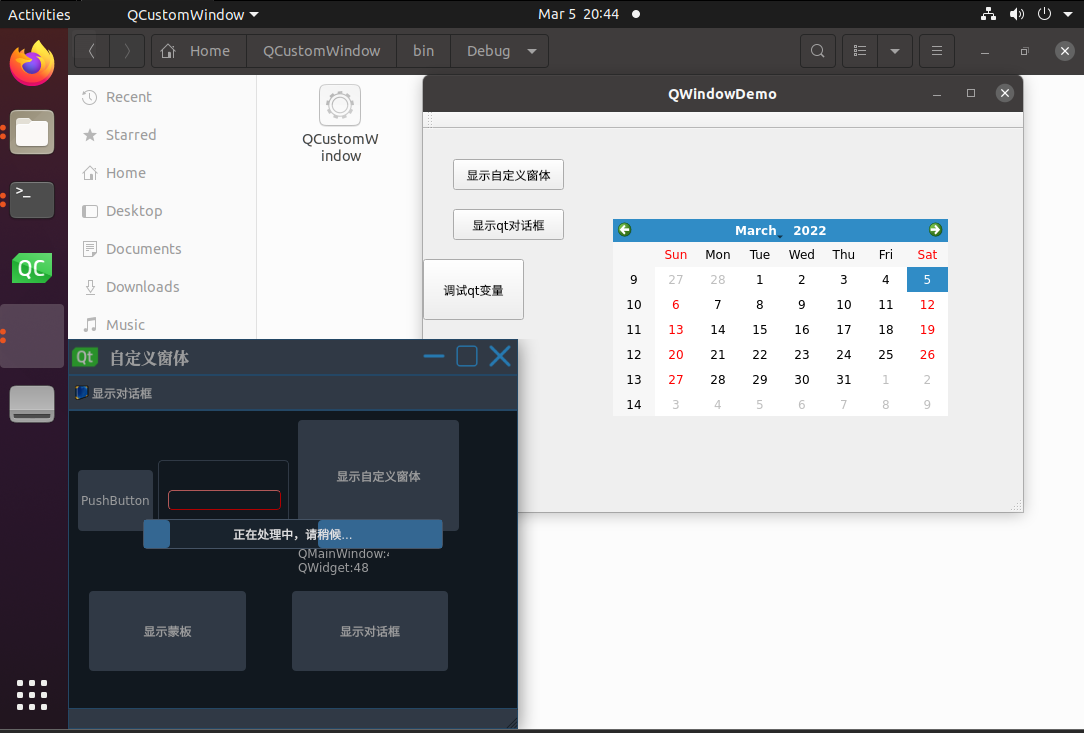 Activities
QCustomWindow
Mar 5 20:44
Home
QCustomWindow
bin
Debug
Recent
Starred
Home
Desktop
Documents
Downloads
Music
QCustomW
indow
QC
QWindowDemo
显示自定义窗体
显示qt对话框
调试qt变量
March 2022
Sun Mon Tue Wed Thu Fri Sat
9 27 28 1 2 3 4 5
10 6 7 8 9 10 11 12
11 13 14 15 16 17 18 19
12 20 21 22 23 24 25 26
13 27 28 29 30 31 1 2
14 3 4 5 6 7 8 9
Qt 自定义窗体
显示对话框
显示自定义窗体
PushButton
正在处理中，请稍候...
QMainWindow:
QWidget:48
显示蒙板
显示对话框